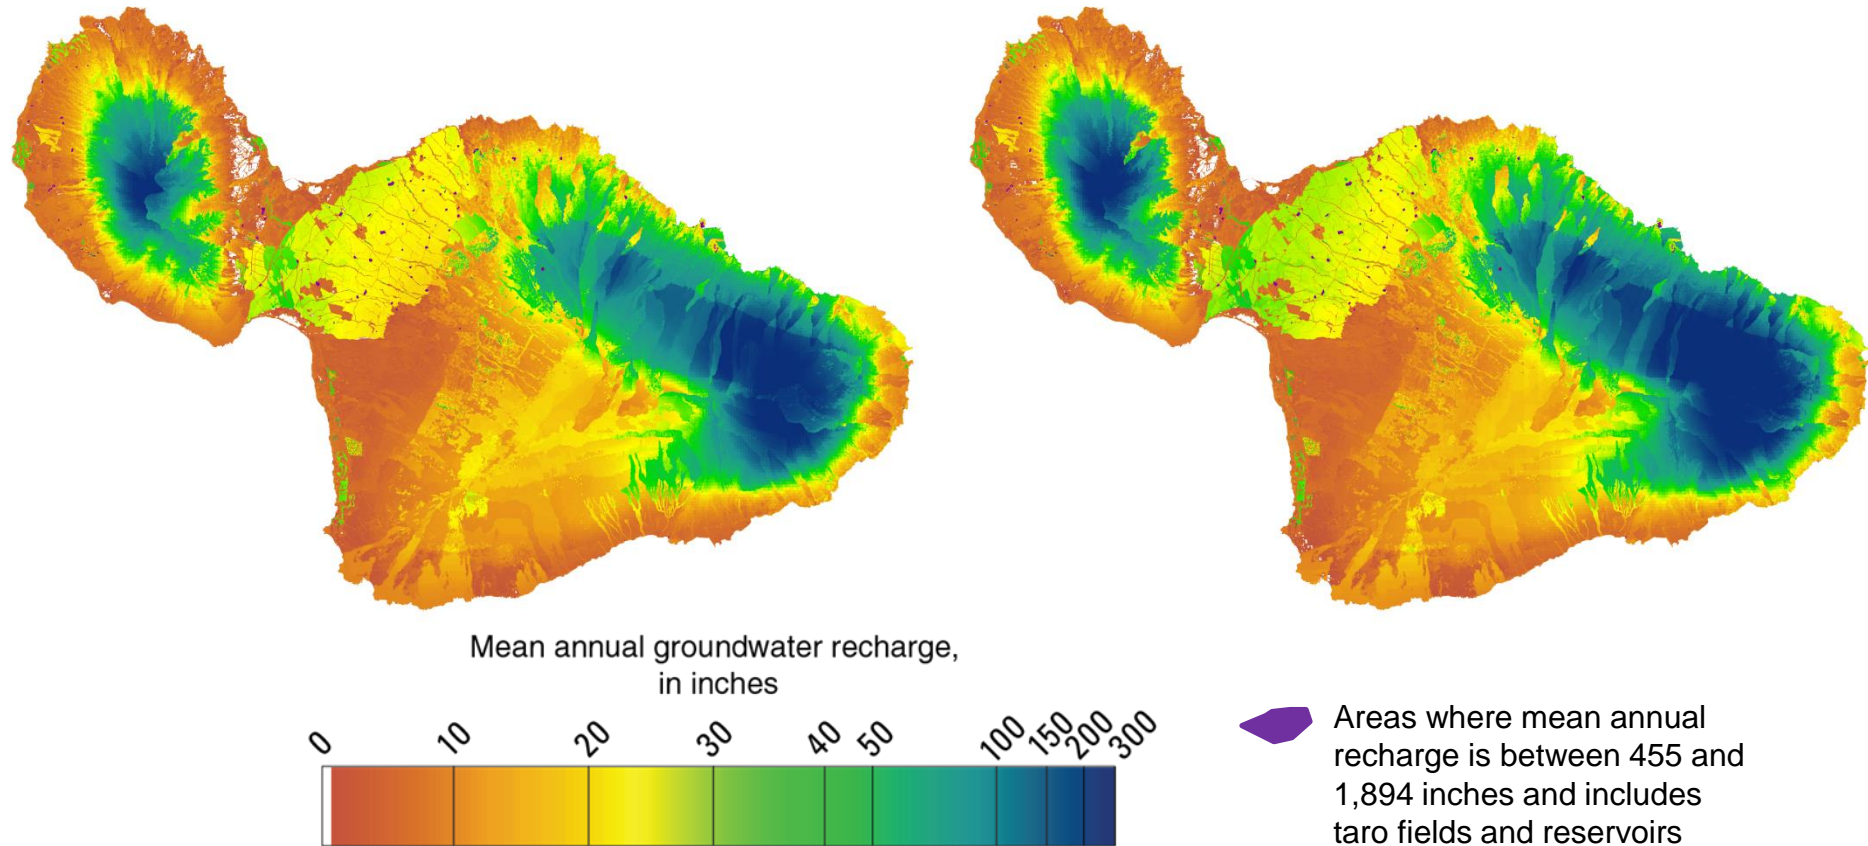 Mean annual groundwater recharge,
in inches
0 10 20 30 40 50 100 150 200 300
Areas where mean annual
recharge is between 455 and
1,894 inches and includes
taro fields and reservoirs